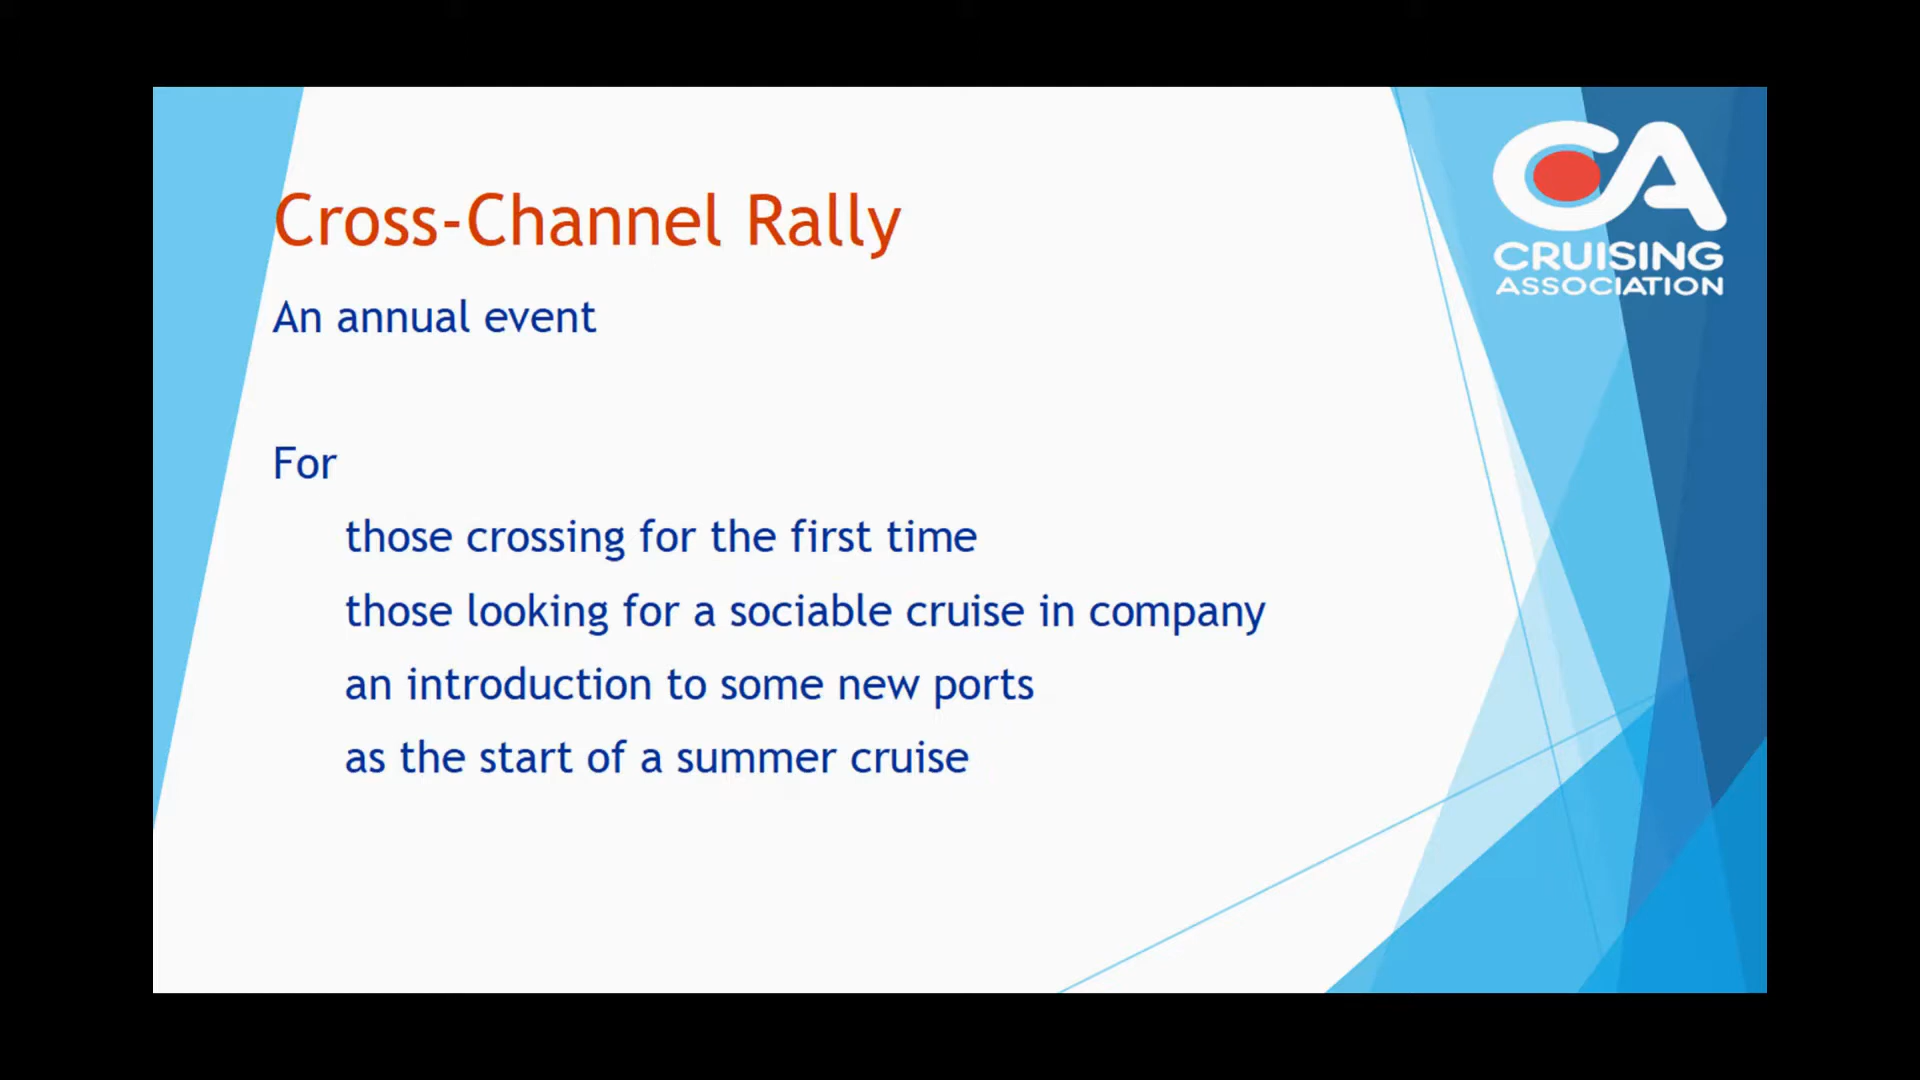 Cross-Channel Rally
An annual event
For
those crossing for the first time
those looking for a sociable cruise in company
an introduction to some new ports
as the start of a summer cruise
CA
CRUISING
ASSOCIATION